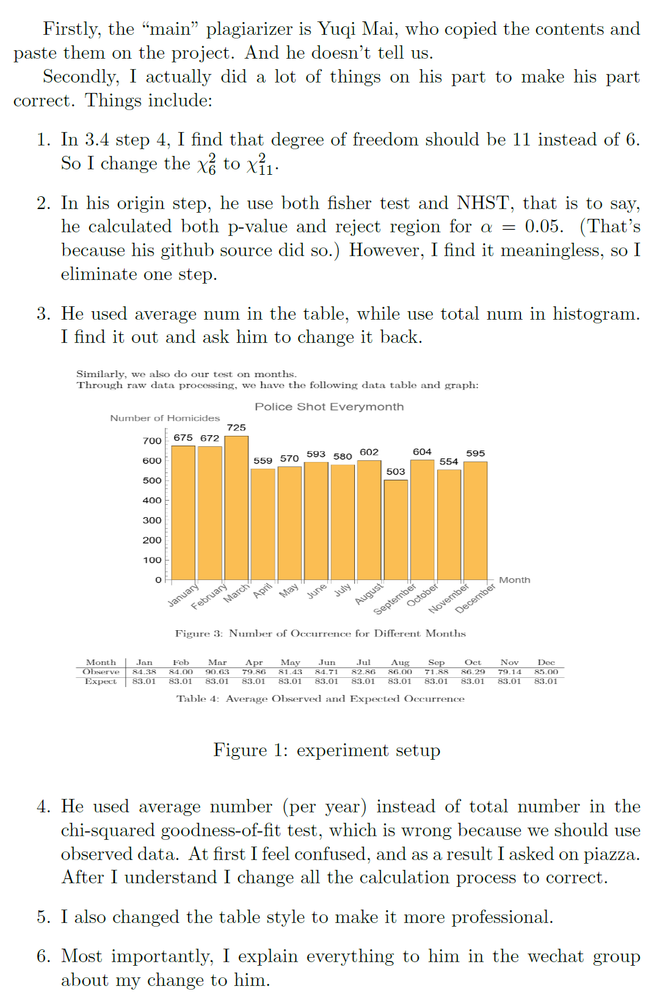 Firstly, the “main” plagiarizer is Yuqi Mai, who copied the contents and
paste them on the project. And he doesn’t tell us.
Secondly, I actually did a lot of things on his part to make his part
correct. Things include:
1. In 3.4 step 4, I find that degree of freedom should be 11 instead of 6.
So I change the χ²₆ to χ²₁₁.
2. In his origin step, he use both fisher test and NHST, that is to say,
he calculated both p-value and reject region for α = 0.05. (That’s
because his github source did so.) However, I find it meaningless, so I
eliminate one step.
3. He used average num in the table, while use total num in histogram.
I find it out and ask him to change it back.
Similarly, we also do our test on months.
Through raw data processing, we have the following data table and graph:
Police Shot Everymonth
Number of Homicides
725
675 672
700
604
595
602
593
580
570
559
554
600
503
500
400
300
200
100
0
Month
January
February
March
April
May
June
July
August
September
October
November
December
Figure 3: Number of Occurrence for Different Months
Month Jan Feb Mar Apr May Jun Jul Aug Sep Oct Nov Dec
Observe 84.38 84.00 90.63 79.86 81.43 84.71 82.86 86.00 71.88 86.29 79.14 85.00
Expect 83.01 83.01 83.01 83.01 83.01 83.01 83.01 83.01 83.01 83.01 83.01 83.01
Table 4: Average Observed and Expected Occurrence
Figure 1: experiment setup
4. He used average number (per year) instead of total number in the
chi-squared goodness-of-fit test, which is wrong because we should use
observed data. At first I feel confused, and as a result I asked on piazza.
After I understand I change all the calculation process to correct.
5. I also changed the table style to make it more professional.
6. Most importantly, I explain everything to him in the wechat group
about my change to him.